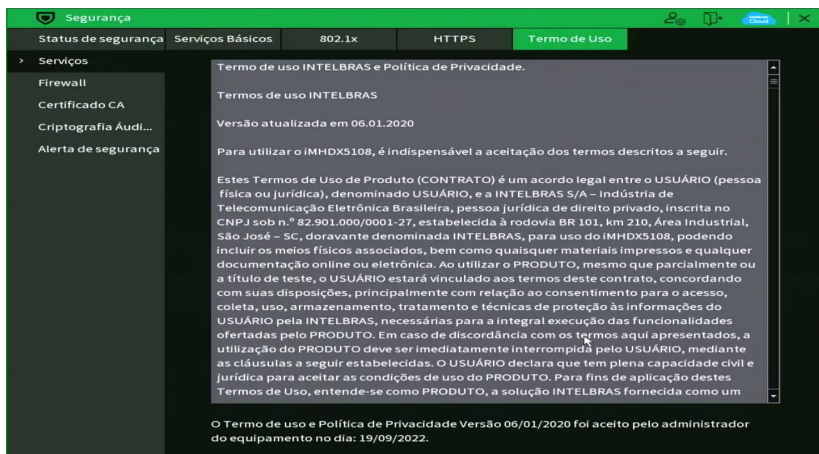 Segurança
intelbras
Cloud
Status de segurança
Serviços Básicos
802.1x
HTTPS
Termo de Uso
Serviços
Firewall
Certificado CA
Criptografia Áudi...
Alerta de segurança
Termo de uso INTELBRAS e Política de Privacidade.
Termos de uso INTELBRAS
Versão atualizada em 06.01.2020
Para utilizar o iMHDX5108, é indispensável a aceitação dos termos descritos a seguir.
Estes Termos de Uso de Produto (CONTRATO) é um acordo legal entre o USUÁRIO (pessoa
física ou jurídica), denominado USUÁRIO, e a INTELBRAS S/A – Indústria de
Telecomunicação Eletrônica Brasileira, pessoa jurídica de direito privado, inscrita no
CNPJ sob n.º 82.901.000/0001-27, estabelecida à rodovia BR 101, km 210, Área Industrial,
São José – SC, doravante denominada INTELBRAS, para uso do iMHDX5108, podendo
incluir os meios físicos associados, bem como quaisquer materiais impressos e qualquer
documentação online ou eletrônica. Ao utilizar o PRODUTO, mesmo que parcialmente ou
a título de teste, o USUÁRIO estará vinculado aos termos deste contrato, concordando
com suas disposições, principalmente com relação ao consentimento para o acesso,
coleta, uso, armazenamento, tratamento e técnicas de proteção às informações do
USUÁRIO pela INTELBRAS, necessárias para a integral execução das funcionalidades
ofertadas pelo PRODUTO. Em caso de discordância com os termos aqui apresentados, a
utilização do PRODUTO deve ser imediatamente interrompida pelo USUÁRIO, mediante
as cláusulas a seguir estabelecidas. O USUÁRIO declara que tem plena capacidade civil e
jurídica para aceitar as condições de uso do PRODUTO. Para fins de aplicação destes
Termos de Uso, entende-se como PRODUTO, a solução INTELBRAS fornecida como um
O Termo de uso e Política de Privacidade Versão 06/01/2020 foi aceito pelo administrador
do equipamento no dia: 19/09/2022.